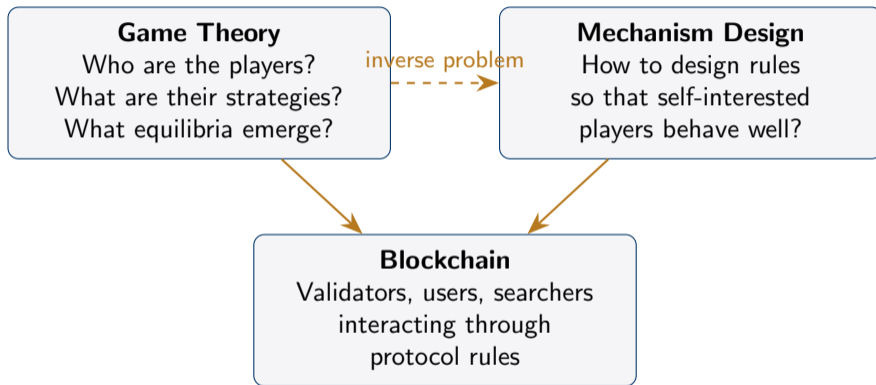 Game Theory
Who are the players?
What are their strategies?
What equilibria emerge?
inverse problem
Mechanism Design
How to design rules
so that self-interested
players behave well?
Blockchain
Validators, users, searchers
interacting through
protocol rules